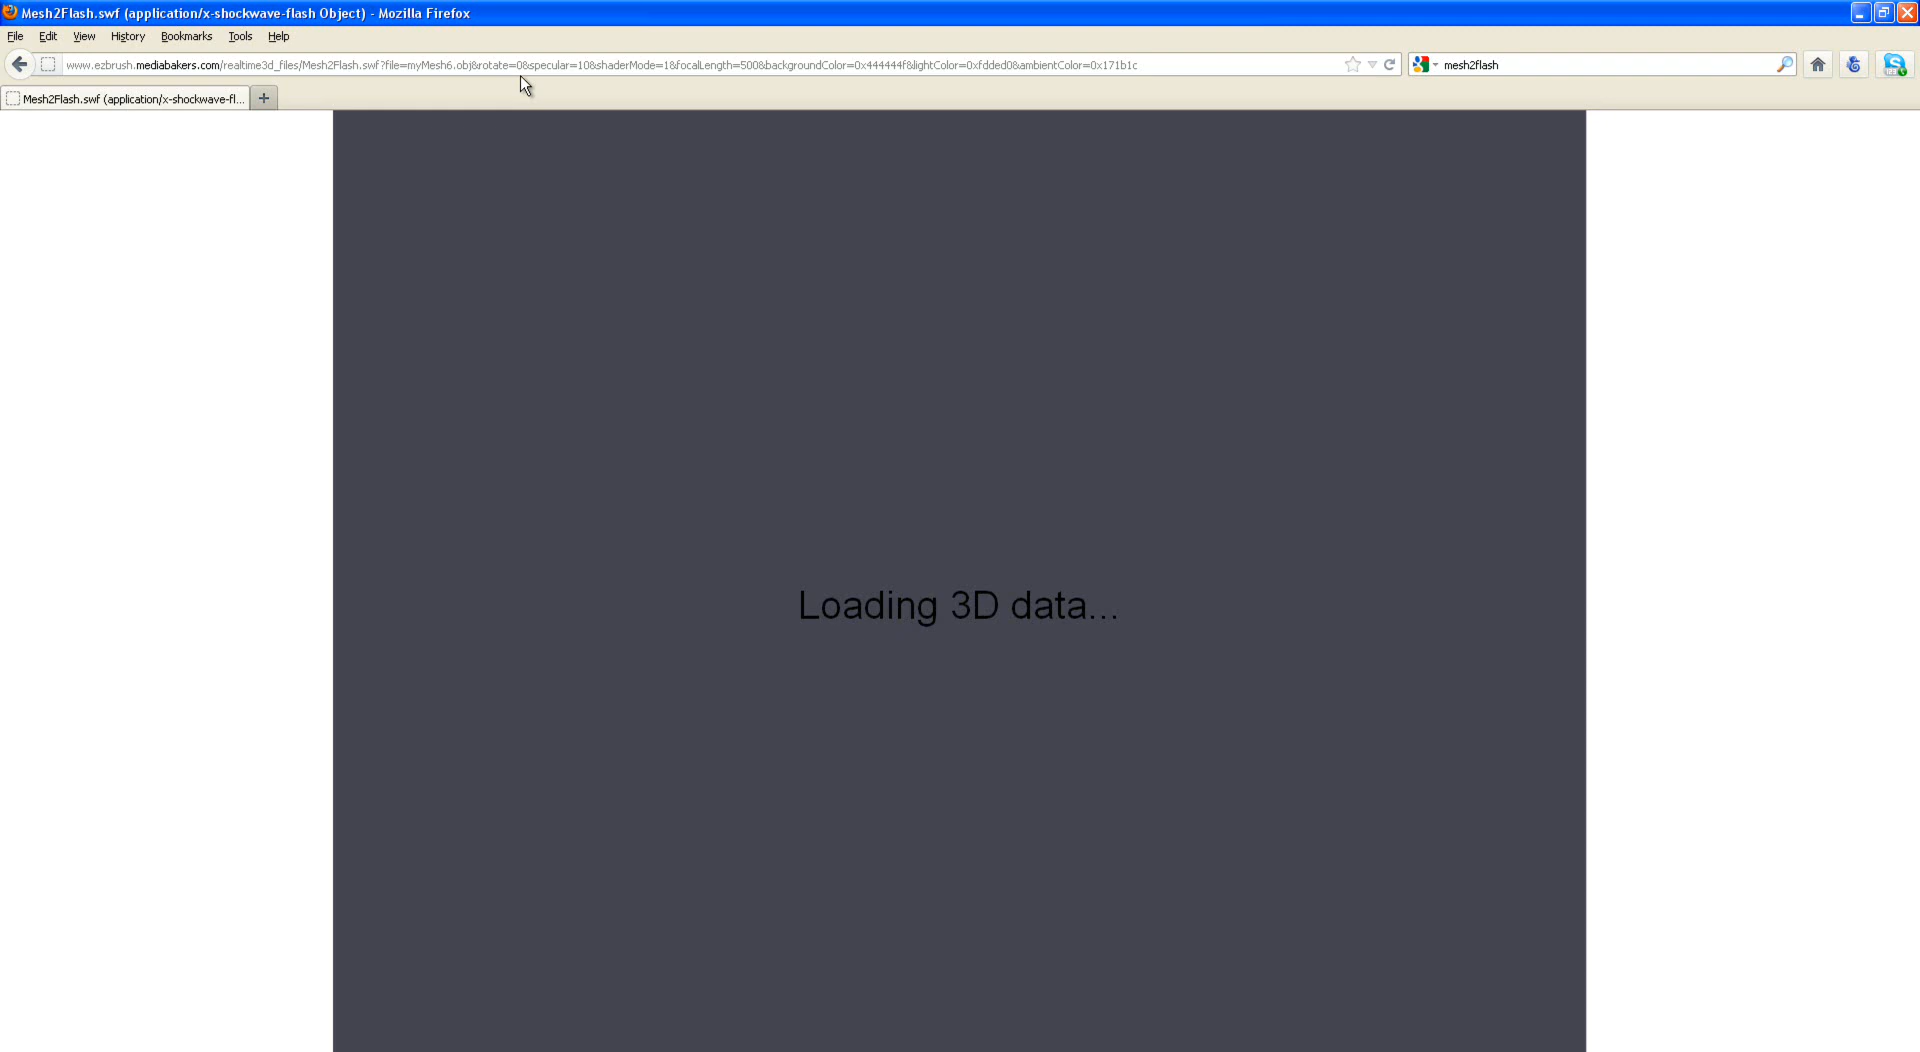 Mesh2Flash.swf (application/x-shockwave-flash Object) - Mozilla Firefox
File Edit View History Bookmarks Tools Help
www.ezbrush.mediabakers.com/realtime3d_files/Mesh2Flash.swf?file=myMesh6.obj&rotate=0&specular=10&shaderMode=1&focalLength=500&backgroundColor=0x444444f&lightColor=0xfdded0&ambientColor=0x171b1c
mesh2flash
Mesh2Flash.swf (application/x-shockwave-fl...
Loading 3D data...